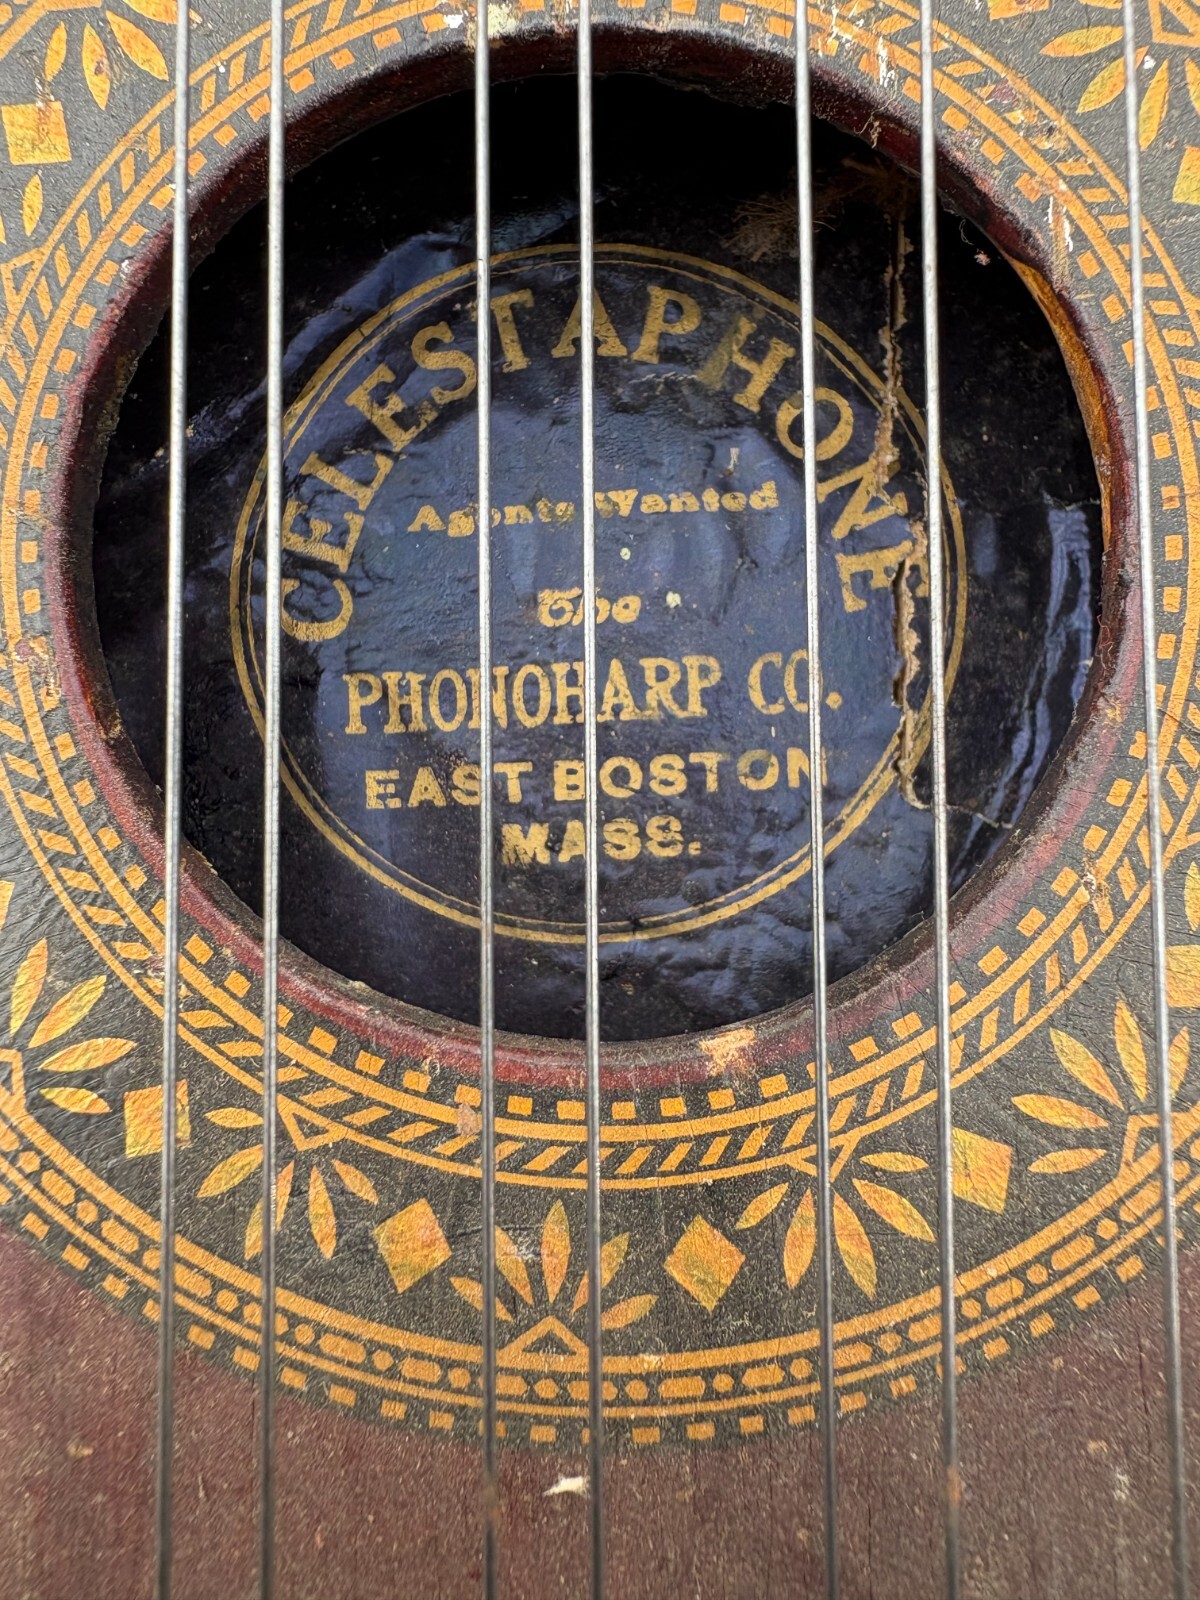 CELESTAPHONE
Agents Wanted
The
PHONOHARP CO.
EAST BOSTON
MASS.